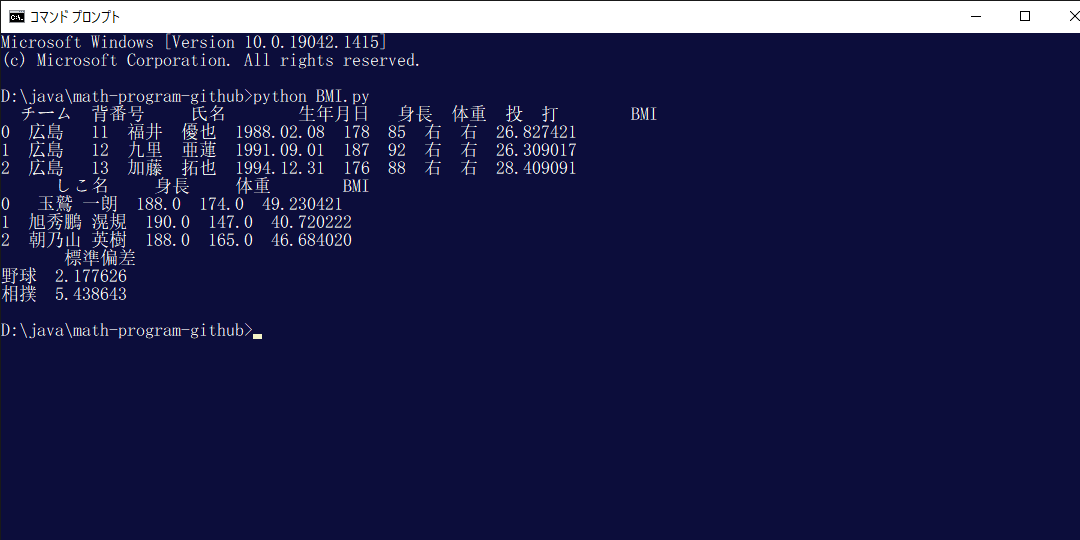 コマンド プロンプト
Microsoft Windows [Version 10.0.19042.1415]
(c) Microsoft Corporation. All rights reserved.
D:\java\math-program-github>python BMI.py
チーム 背番号 氏名 生年月日 身長 体重 投 打 BMI
0 広島 11 福井 優也 1988.02.08 178 85 右 右 26.827421
1 広島 12 九里 亜蓮 1991.09.01 187 92 右 右 26.309017
2 広島 13 加藤 拓也 1994.12.31 176 88 右 右 28.409091
しこ名 身長 体重 BMI
0 玉鷲 一朗 188.0 174.0 49.230421
1 旭秀鵬 滉規 190.0 147.0 40.720222
2 朝乃山 英樹 188.0 165.0 46.684020
標準偏差
野球 2.177626
相撲 5.438643
D:\java\math-program-github>